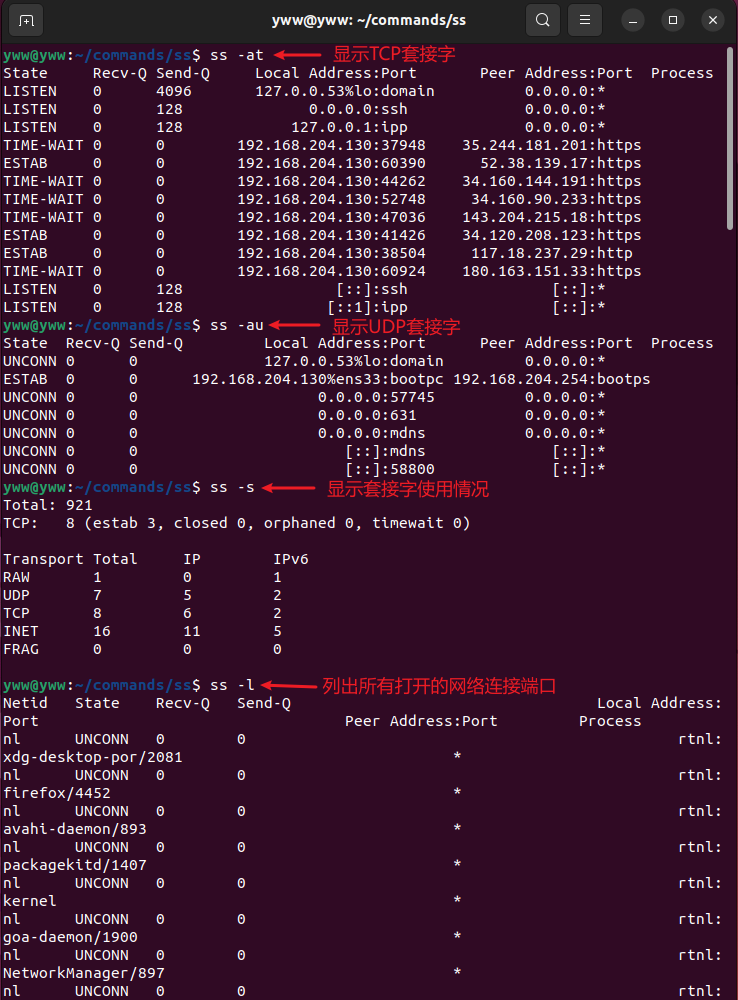 yww@yww: ~/commands/ss
yww@yww:~/commands/ss$ ss -at 显示TCP套接字
State Recv-Q Send-Q Local Address:Port Peer Address:Port Process
LISTEN 0 4096 127.0.0.53%lo:domain 0.0.0.0:*
LISTEN 0 128 0.0.0.0:ssh 0.0.0.0:*
LISTEN 0 128 127.0.0.1:ipp 0.0.0.0:*
TIME-WAIT 0 0 192.168.204.130:37948 35.244.181.201:https
ESTAB 0 0 192.168.204.130:60390 52.38.139.17:https
TIME-WAIT 0 0 192.168.204.130:44262 34.160.144.191:https
TIME-WAIT 0 0 192.168.204.130:52748 34.160.90.233:https
TIME-WAIT 0 0 192.168.204.130:47036 143.204.215.18:https
ESTAB 0 0 192.168.204.130:41426 34.120.208.123:https
ESTAB 0 0 192.168.204.130:38504 117.18.237.29:http
TIME-WAIT 0 0 192.168.204.130:60924 180.163.151.33:https
LISTEN 0 128 [::]:ssh [::]:*
LISTEN 0 128 [::1]:ipp [::]:*
yww@yww:~/commands/ss$ ss -au 显示UDP套接字
State Recv-Q Send-Q Local Address:Port Peer Address:Port Process
UNCONN 0 0 127.0.0.53%lo:domain 0.0.0.0:*
ESTAB 0 0 192.168.204.130%ens33:bootpc 192.168.204.254:bootps
UNCONN 0 0 0.0.0.0:57745 0.0.0.0:*
UNCONN 0 0 0.0.0.0:631 0.0.0.0:*
UNCONN 0 0 0.0.0.0:mdns 0.0.0.0:*
UNCONN 0 0 [::]:mdns [::]:*
UNCONN 0 0 [::]:58800 [::]:*
yww@yww:~/commands/ss$ ss -s 显示套接字使用情况
Total: 921
TCP: 8 (estab 3, closed 0, orphaned 0, timewait 0)
Transport Total IP IPv6
RAW 1 0 1
UDP 7 5 2
TCP 8 6 2
INET 16 11 5
FRAG 0 0 0
yww@yww:~/commands/ss$ ss -l 列出所有打开的网络连接端口
Netid State Recv-Q Send-Q Local Address:
Port Peer Address:Port Process
nl UNCONN 0 0 rtnl:
xdg-desktop-por/2081 *
nl UNCONN 0 0 rtnl:
firefox/4452 *
nl UNCONN 0 0 rtnl:
avahi-daemon/893 *
nl UNCONN 0 0 rtnl:
packagekitd/1407 *
nl UNCONN 0 0 rtnl:
kernel *
nl UNCONN 0 0 rtnl:
goa-daemon/1900 *
nl UNCONN 0 0 rtnl:
NetworkManager/897 *
nl UNCONN 0 0 rtnl: